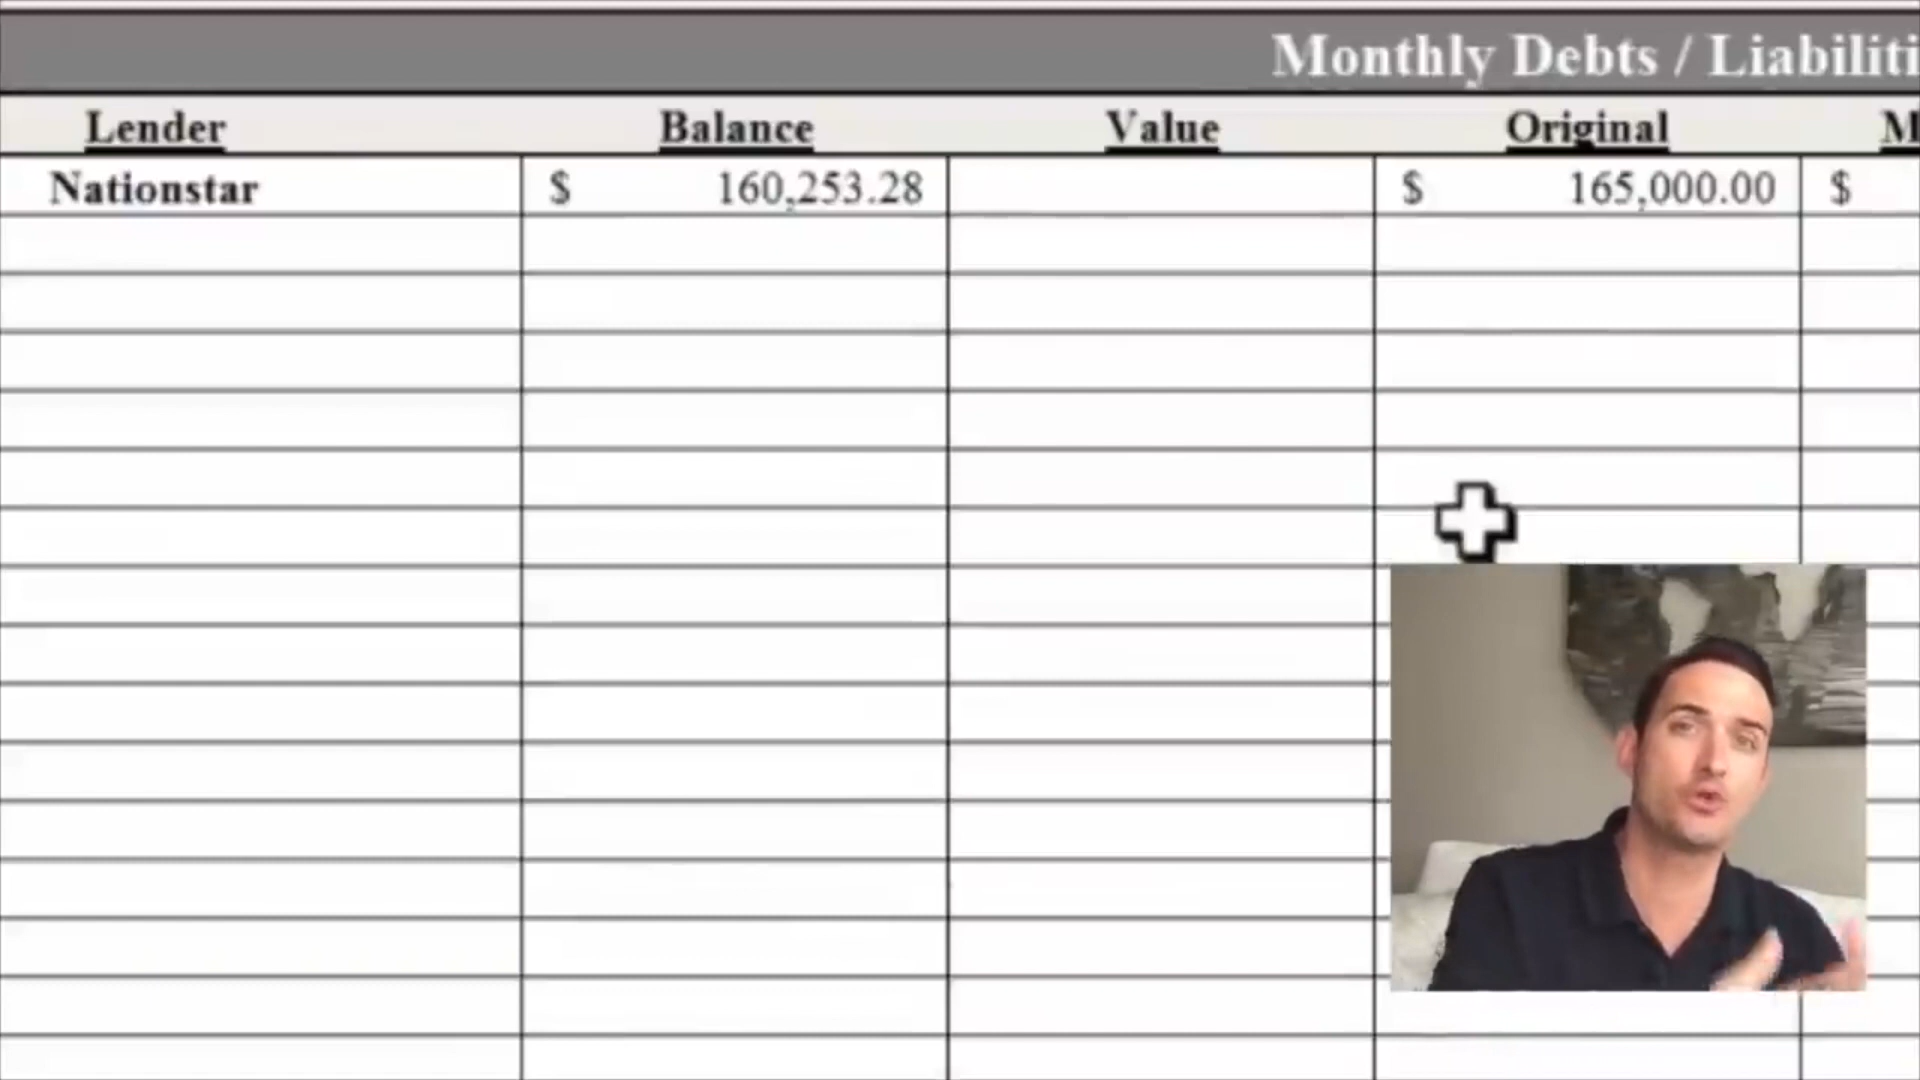 Monthly Debts / Liabiliti
Lender Balance Value Original M
Nationstar $ 160,253.28 $ 165,000.00 $